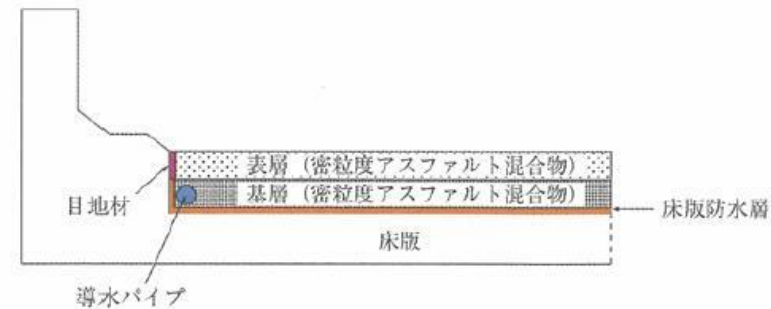 表層（密粒度アスファルト混合物）
基層（密粒度アスファルト混合物）
目地材
床版防水層
床版
導水パイプ